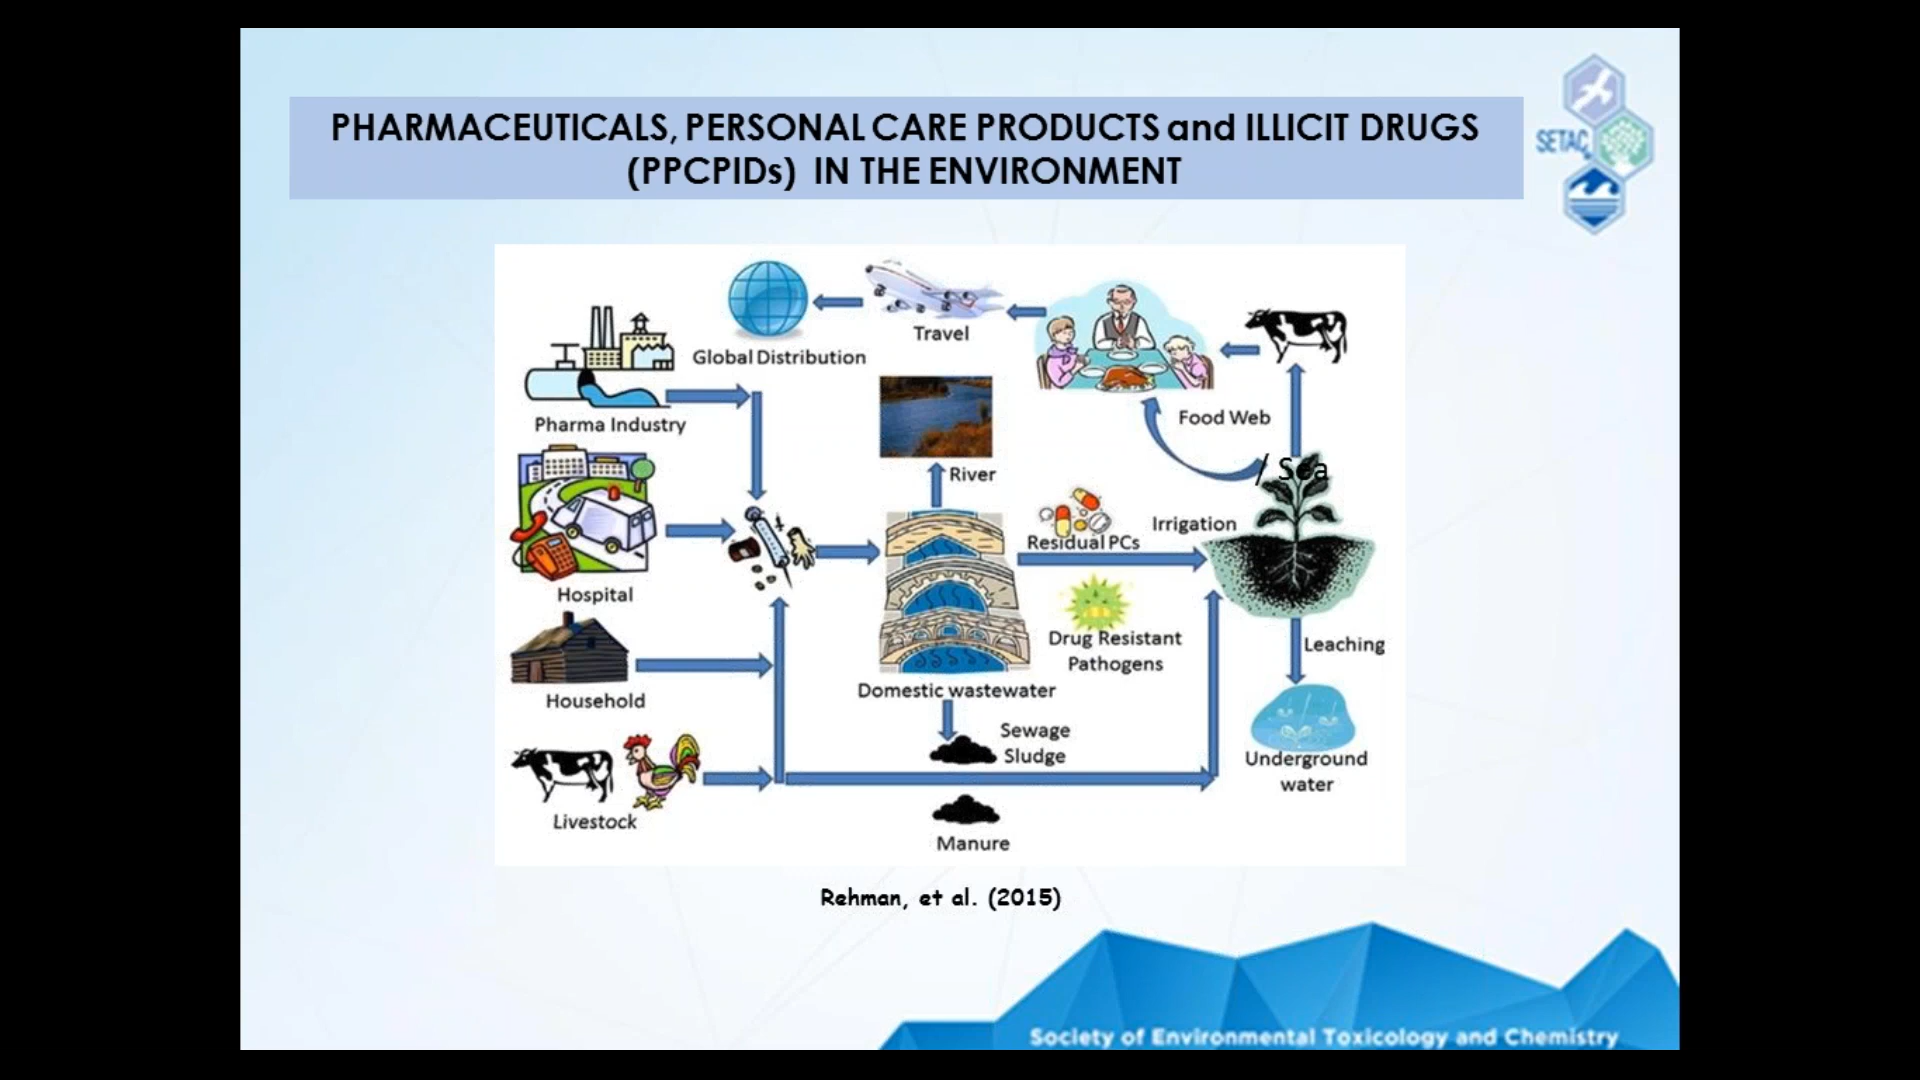 PHARMACEUTICALS, PERSONAL CARE PRODUCTS and ILLICIT DRUGS
(PPCPIDs) IN THE ENVIRONMENT
SETAC
Global Distribution
Travel
Pharma Industry
Food Web
/ Sea
River
Irrigation
Residual PCs
Hospital
Drug Resistant
Pathogens
Leaching
Household
Domestic wastewater
Sewage
Sludge
Underground
water
Livestock
Manure
Rehman, et al. (2015)
Society of Environmental Toxicology and Chemistry